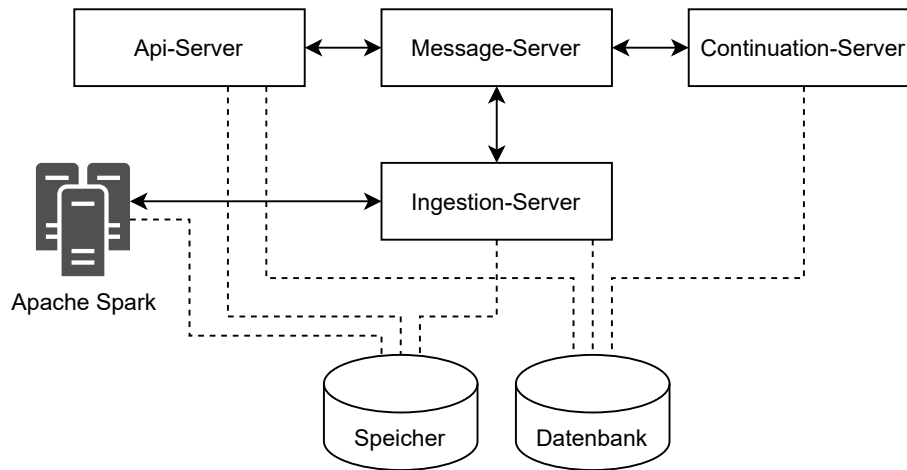 Api-Server
Message-Server
Continuation-Server
Ingestion-Server
Apache Spark
Speicher
Datenbank